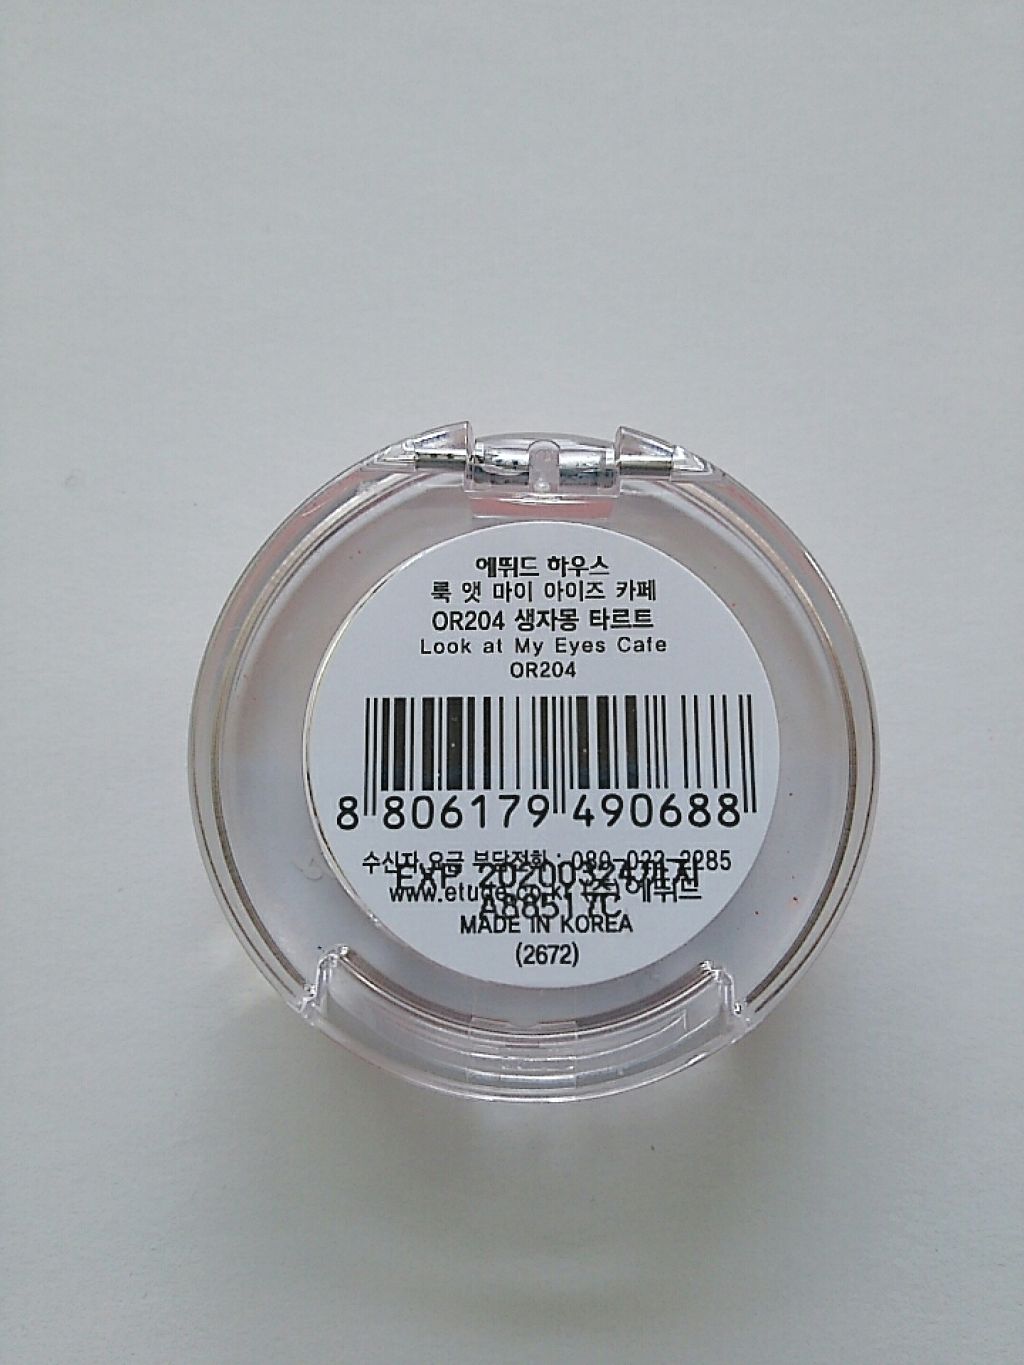 에뛰드 하우스
룩 앳 마이 아이즈 카페
OR204 생자몽 타르트
Look at My Eyes Cafe
OR204
8 806179 490688
수신자 요금 부담전화 : 080-022-2285
EXP 20200324까지
www.etude.co.kr (주)에뛰드
A88517C
MADE IN KOREA
(2672)